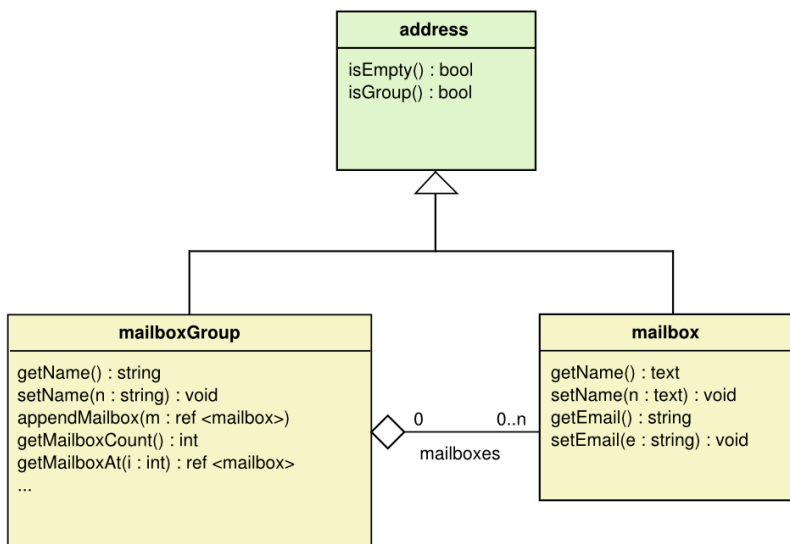 address
isEmpty() : bool
isGroup() : bool
mailboxGroup
getName() : string
setName(n : string) : void
appendMailbox(m : ref <mailbox>)
getMailboxCount() : int
getMailboxAt(i : int) : ref <mailbox>
...
0
0..n
mailboxes
mailbox
getName() : text
setName(n : text) : void
getEmail() : string
setEmail(e : string) : void